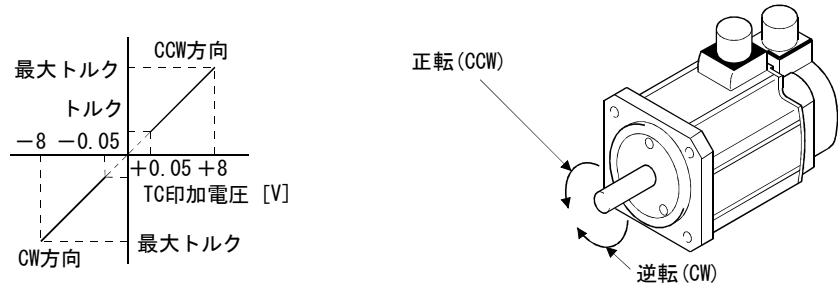 CCW方向
最大トルク
トルク
－8 －0.05
＋0.05 ＋8
TC印加電圧 [V]
最大トルク
CW方向
正転(CCW)
逆転(CW)